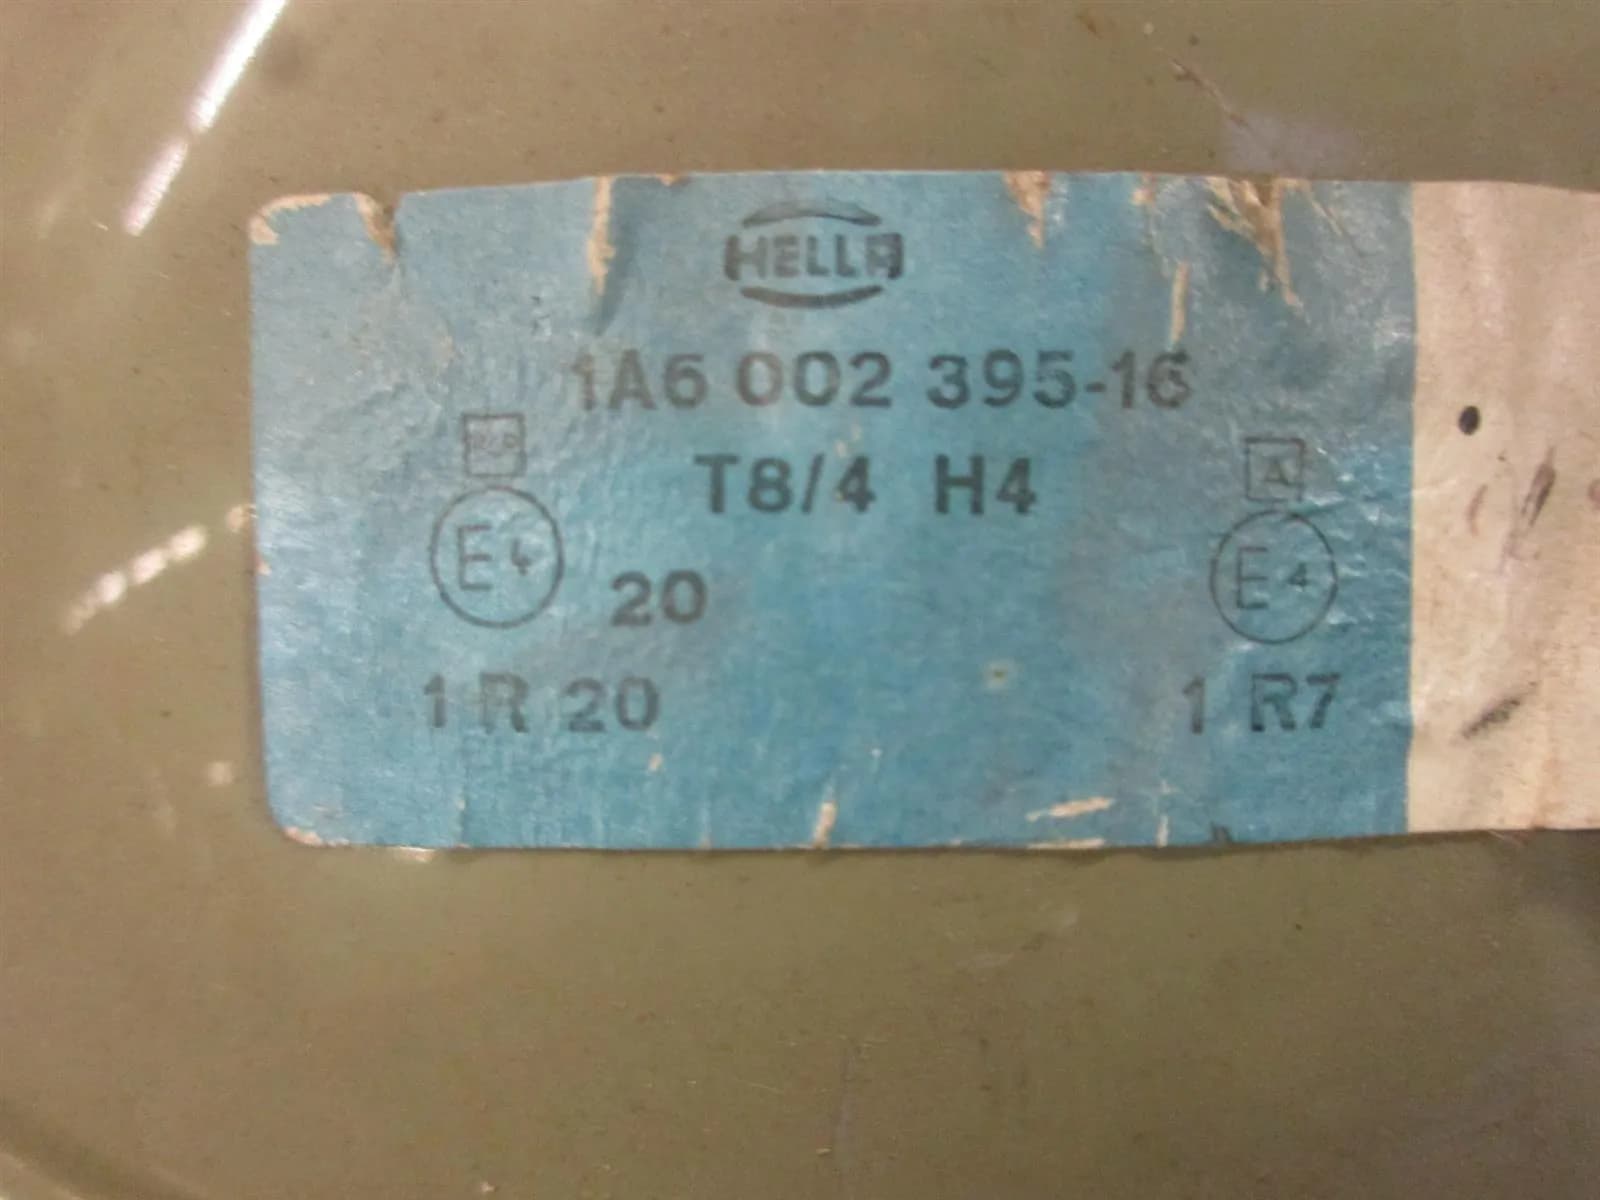 HELLA
1A6 002 395-16
T8/4 H4
A
E4
E4
20
1 R 20
1 R7